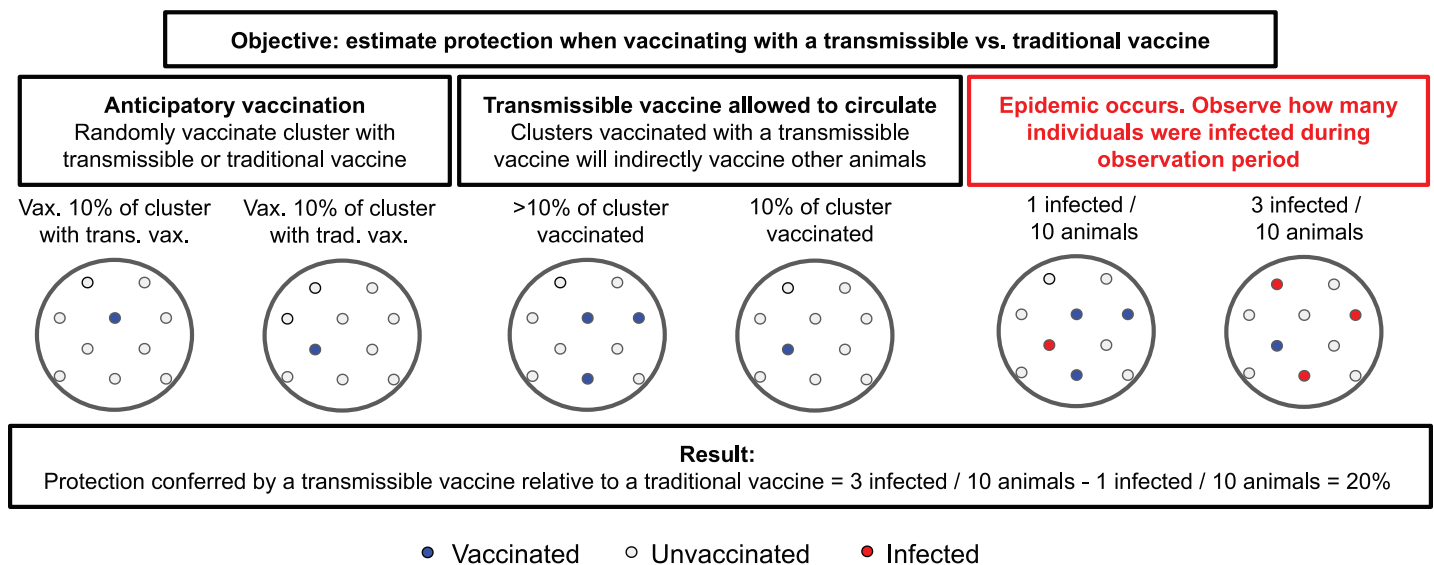 Objective: estimate protection when vaccinating with a transmissible vs. traditional vaccine
Anticipatory vaccination
Randomly vaccinate cluster with
transmissible or traditional vaccine
Transmissible vaccine allowed to circulate
Clusters vaccinated with a transmissible
vaccine will indirectly vaccine other animals
Epidemic occurs. Observe how many
individuals were infected during
observation period
Vax. 10% of cluster
with trans. vax.
Vax. 10% of cluster
with trad. vax.
>10% of cluster
vaccinated
10% of cluster
vaccinated
1 infected /
10 animals
3 infected /
10 animals
Result:
Protection conferred by a transmissible vaccine relative to a traditional vaccine = 3 infected / 10 animals - 1 infected / 10 animals = 20%
Vaccinated
Unvaccinated
Infected